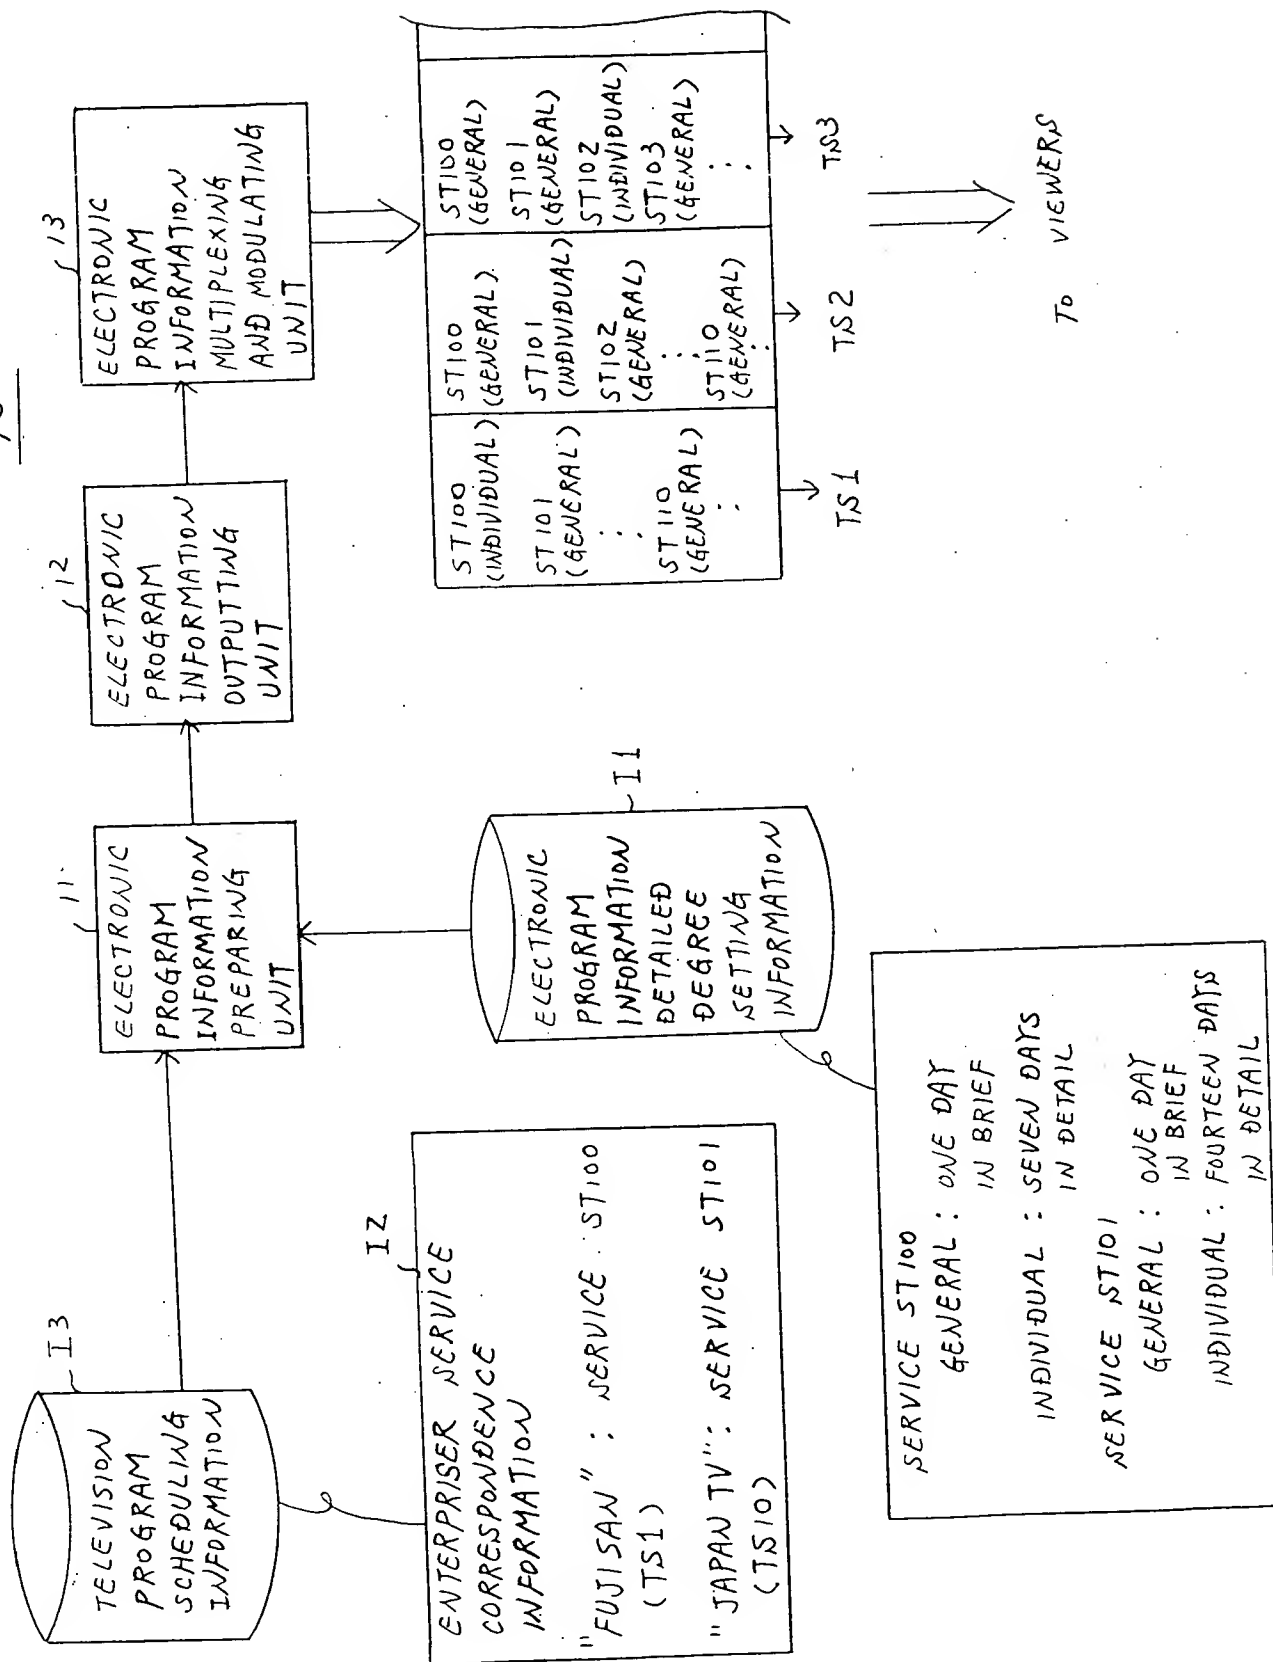 10
I3
TELEVISION
PROGRAM
SCHEDULING
INFORMATION
11
ELECTRONIC
PROGRAM
INFORMATION
PREPARING
UNIT
12
ELECTRONIC
PROGRAM
INFORMATION
OUTPUTTING
UNIT
13
ELECTRONIC
PROGRAM
INFORMATION
MULTIPLEXING
AND MODULATING
UNIT
I2
ENTERPRISER SERVICE
CORRESPONDENCE
INFORMATION
"FUJISAN" : SERVICE ST100
(TS1)
"JAPAN TV" : SERVICE ST101
(TS10)
I1
ELECTRONIC
PROGRAM
INFORMATION
DETAILED
DEGREE
SETTING
INFORMATION
SERVICE ST100
GENERAL : ONE DAY
IN BRIEF
INDIVIDUAL : SEVEN DAYS
IN DETAIL
SERVICE ST101
GENERAL : ONE DAY
IN BRIEF
INDIVIDUAL : FOURTEEN DAYS
IN DETAIL
ST100
(INDIVIDUAL)
ST101
(GENERAL)
ST110
(GENERAL)
TS1
ST100
(GENERAL)
ST101
(INDIVIDUAL)
ST102
(GENERAL)
ST110
(GENERAL)
TS2
ST100
(GENERAL)
ST101
(GENERAL)
ST102
(INDIVIDUAL)
ST103
(GENERAL)
TS3
TO VIEWERS